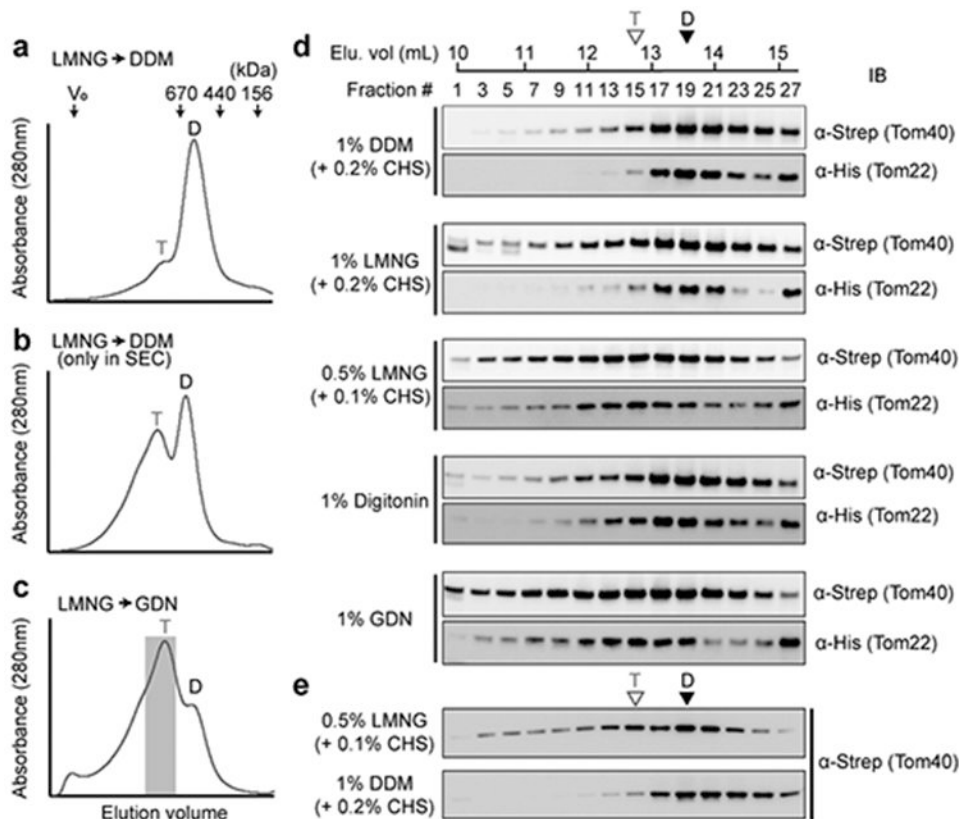 a
LMNG → DDM
(kDa)
Vo 670 440 156
D
T
Absorbance (280nm)
b
LMNG → DDM
(only in SEC)
D
T
Absorbance (280nm)
c
LMNG → GDN
T
D
Absorbance (280nm)
Elution volume
d
T D
Elu. vol (mL) 10 11 12 13 14 15
IB
Fraction # 1 3 5 7 9 11 13 15 17 19 21 23 25 27
1% DDM
(+ 0.2% CHS)
α-Strep (Tom40)
α-His (Tom22)
1% LMNG
(+ 0.2% CHS)
α-Strep (Tom40)
α-His (Tom22)
0.5% LMNG
(+ 0.1% CHS)
α-Strep (Tom40)
α-His (Tom22)
1% Digitonin
α-Strep (Tom40)
α-His (Tom22)
1% GDN
α-Strep (Tom40)
α-His (Tom22)
e
T D
0.5% LMNG
(+ 0.1% CHS)
1% DDM
(+ 0.2% CHS)
α-Strep (Tom40)